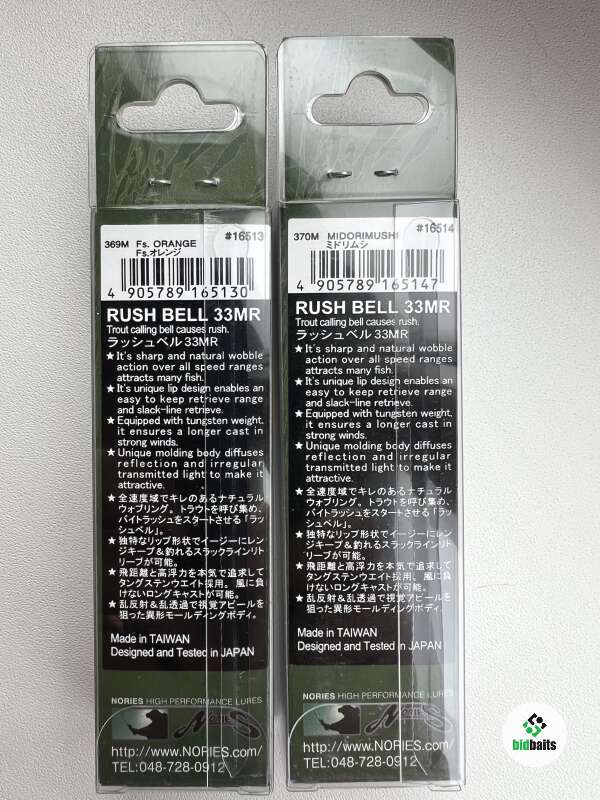 369M Fs. ORANGE #16513
Fs.オレンジ
4 905789 165130
RUSH BELL 33MR
Trout calling bell causes rush.
ラッシュベル 33MR
★It's sharp and natural wobble
action over all speed ranges
attracts many fish.
★It's unique lip design enables an
easy to keep retrieve range
and slack-line retrieve.
★Equipped with tungsten weight,
it ensures a longer cast in
strong winds.
★Unique molding body diffuses
reflection and irregular
transmitted light to make it
attractive.
★全速度域でキレのあるナチュラル
ウォブリング。トラウトを呼び集め、
バイトラッシュをスタートさせる「ラッ
シュベル」。
★独特なリップ形状でイージーにレン
ジキープ&釣れるスラックラインリト
リーブが可能。
★飛距離と高浮力を本気で追求して
タングステンウエイト採用、風に負
けないロングキャストが可能。
★乱反射&乱透過で視覚アピールを
狙った異形モールディングボディ。
Made in TAIWAN
Designed and Tested in JAPAN
NORIES HIGH PERFORMANCE LURES
NORIES
http://www.NORIES.com/
TEL:048-728-0912
370M MIDORIMUSHI #16514
ミドリムシ
4 905789 165147
RUSH BELL 33MR
Trout calling bell causes rush.
ラッシュベル 33MR
★It's sharp and natural wobble
action over all speed ranges
attracts many fish.
★It's unique lip design enables an
easy to keep retrieve range
and slack-line retrieve.
★Equipped with tungsten weight,
it ensures a longer cast in
strong winds.
★Unique molding body diffuses
reflection and irregular
transmitted light to make it
attractive.
★全速度域でキレのあるナチュラル
ウォブリング。トラウトを呼び集め、
バイトラッシュをスタートさせる「ラッ
シュベル」。
★独特なリップ形状でイージーにレン
ジキープ&釣れるスラックラインリト
リーブが可能。
★飛距離と高浮力を本気で追求して
タングステンウエイト採用、風に負
けないロングキャストが可能。
★乱反射&乱透過で視覚アピールを
狙った異形モールディングボディ。
Made in TAIWAN
Designed and Tested in JAPAN
NORIES HIGH PERFORMANCE LURES
NORIES
http://www.NORIES.com/
TEL:048-728-0912
bidbaits